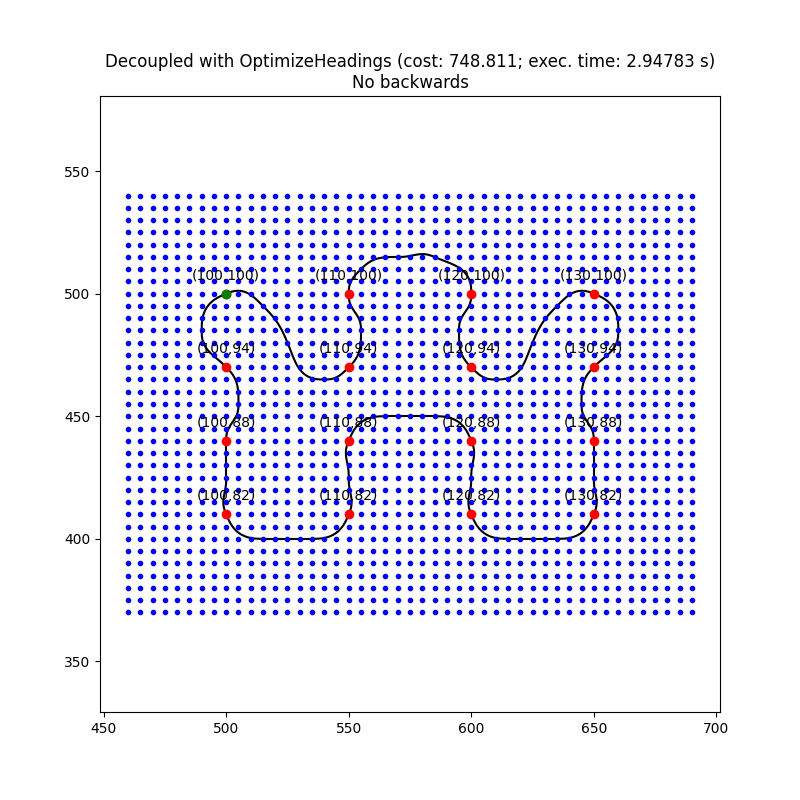 Decoupled with OptimizeHeadings (cost: 748.811; exec. time: 2.94783 s)
No backwards
550
(100,100) (110,100) (120,100) (130,100)
500
(100,94) (110,94) (120,94) (130,94)
450
(100,88) (110,88) (120,88) (130,88)
(100,82) (110,82) (120,82) (130,82)
400
350
450 500 550 600 650 700